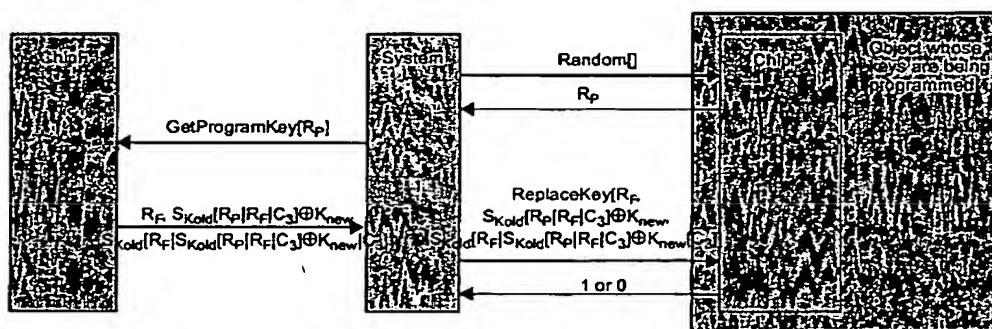 ChipF
System
ChipP
Object whose
keys are being
programmed
Random[]
R_P
GetProgramKey[R_P]
R_F, S_Kold[R_P|R_F|C_3]⊕K_new,
S_Kold[R_F|S_Kold[R_P|R_F|C_3]⊕K_new|C_3]
ReplaceKey[R_F,
S_Kold[R_P|R_F|C_3]⊕K_new,
S_Kold[R_F|S_Kold[R_P|R_F|C_3]⊕K_new|C_3]]
1 or 0